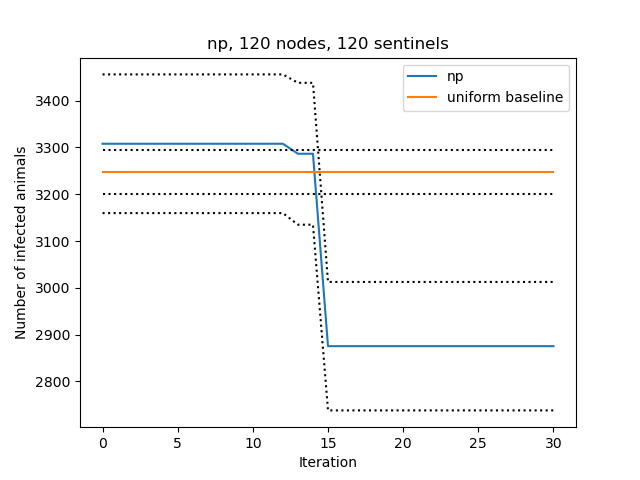 np, 120 nodes, 120 sentinels
np
uniform baseline
Number of infected animals
3400
3300
3200
3100
3000
2900
2800
0 5 10 15 20 25 30
Iteration